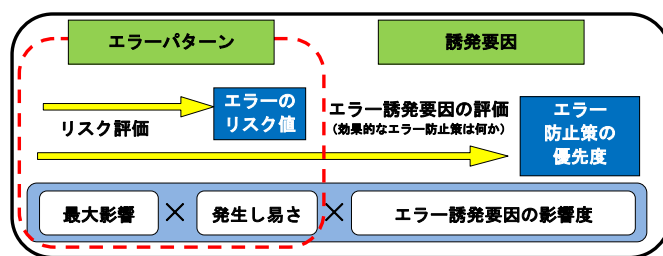 エラーパターン
誘発要因
エラーの
リスク値
リスク評価
エラー誘発要因の評価
（効果的なエラー防止策は何か）
エラー
防止策の
優先度
最大影響 × 発生し易さ × エラー誘発要因の影響度